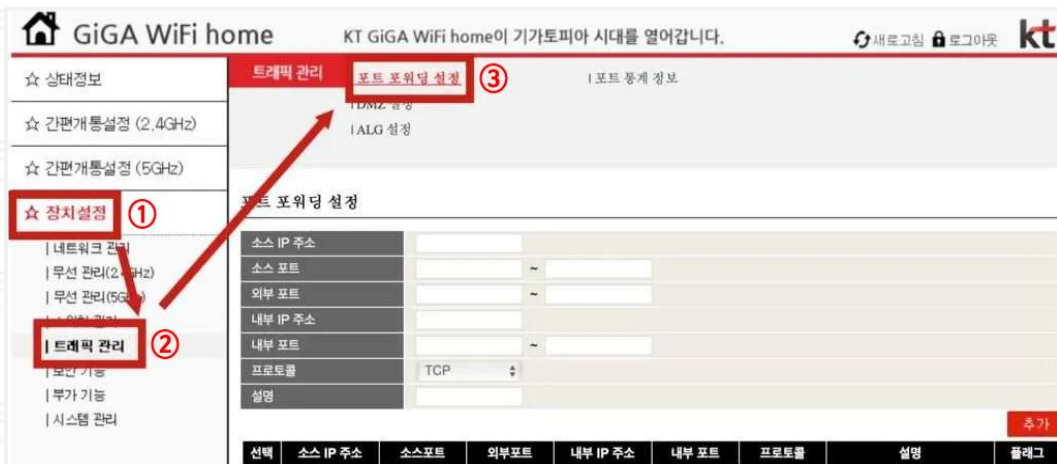 GiGA WiFi home
KT GiGA WiFi home이 기가토피아 시대를 열어갑니다.
새로고침 로그아웃
kt
☆ 상태정보
☆ 간편개통설정 (2.4GHz)
☆ 간편개통설정 (5GHz)
☆ 장치설정 ①
| 네트워크 관리
| 무선 관리(2.4GHz)
| 무선 관리(5G
| 트래픽 관리 ②
| 보안 기능
| 부가 기능
| 시스템 관리
트래픽 관리
포트 포워딩 설정 ③
| 포트 통계 정보
| DMZ 설정
| ALG 설정
포트 포워딩 설정
소스 IP 주소
소스 포트 ~
외부 포트 ~
내부 IP 주소
내부 포트 ~
프로토콜 TCP
설명
추가
선택 소스 IP 주소 소스포트 외부포트 내부 IP 주소 내부 포트 프로토콜 설명 플래그